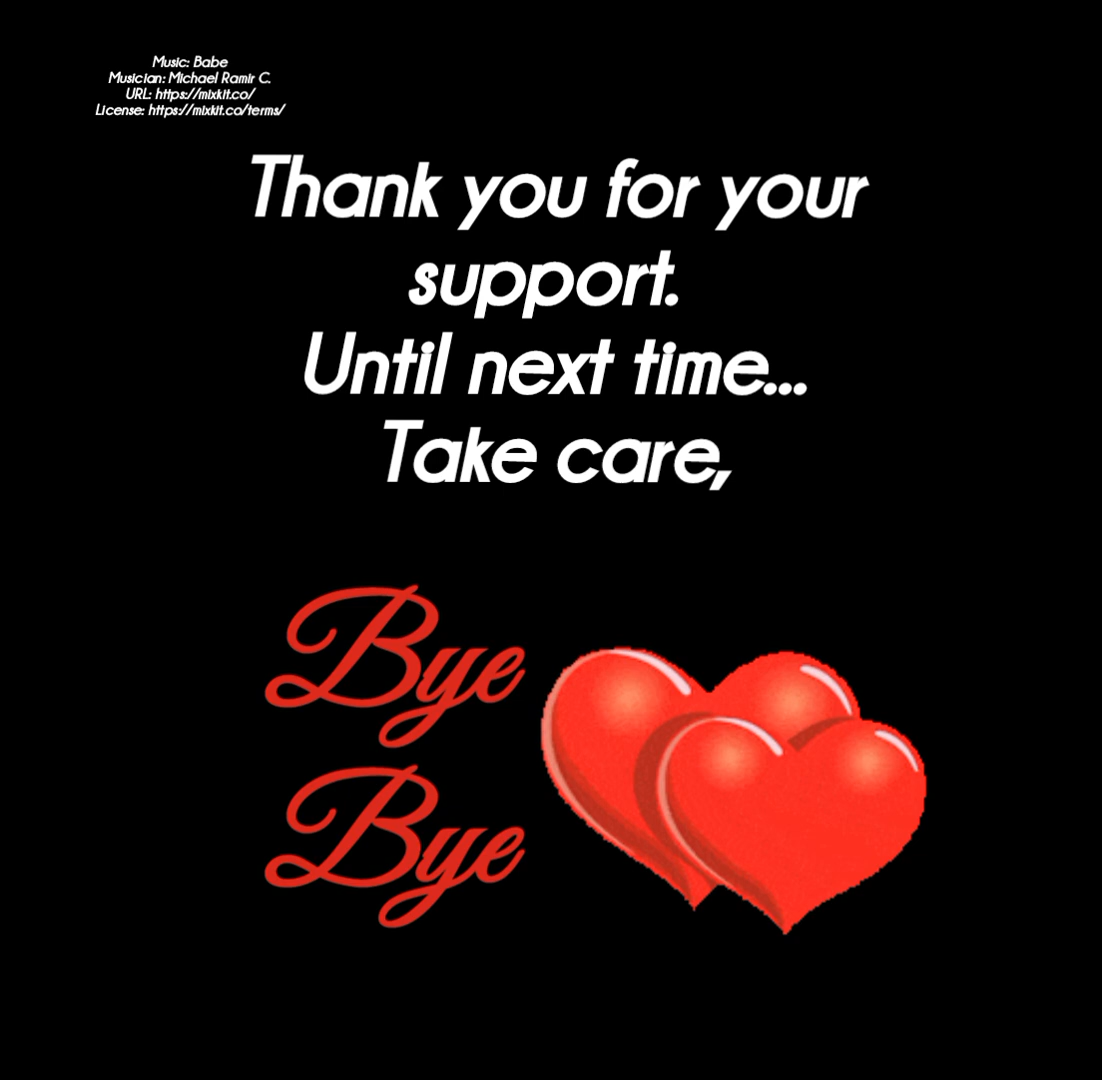 Music: Babe
Musician: Michael Ramir C.
URL: https://mixkit.co/
License: https://mixkit.co/terms/
Thank you for your
support.
Until next time...
Take care,
Bye
Bye